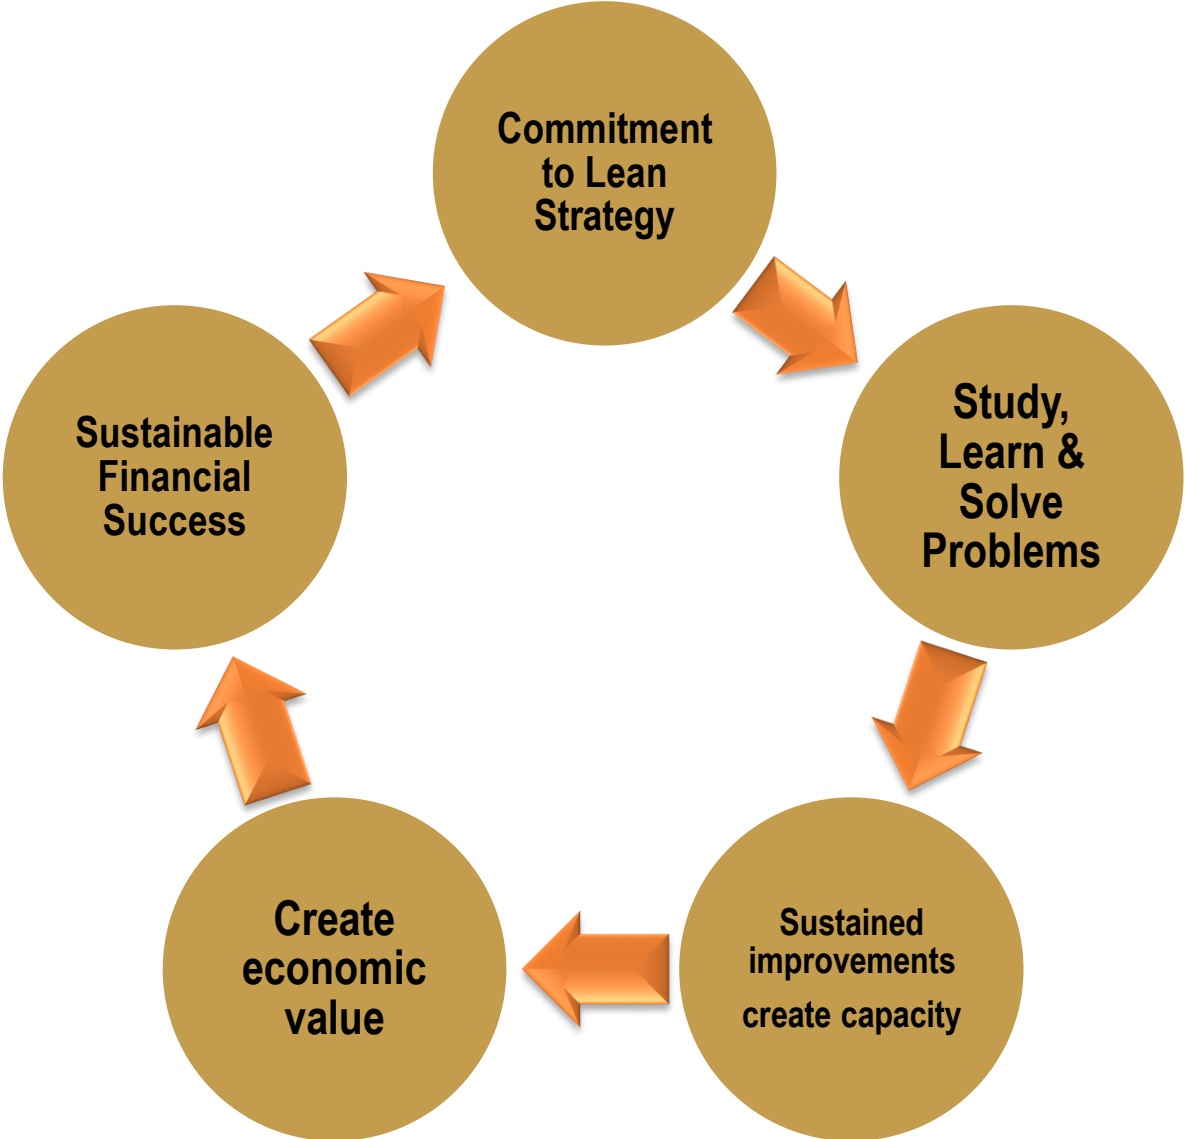 Commitment
to Lean
Strategy
Study,
Learn &
Solve
Problems
Sustained
improvements
create capacity
Create
economic
value
Sustainable
Financial
Success